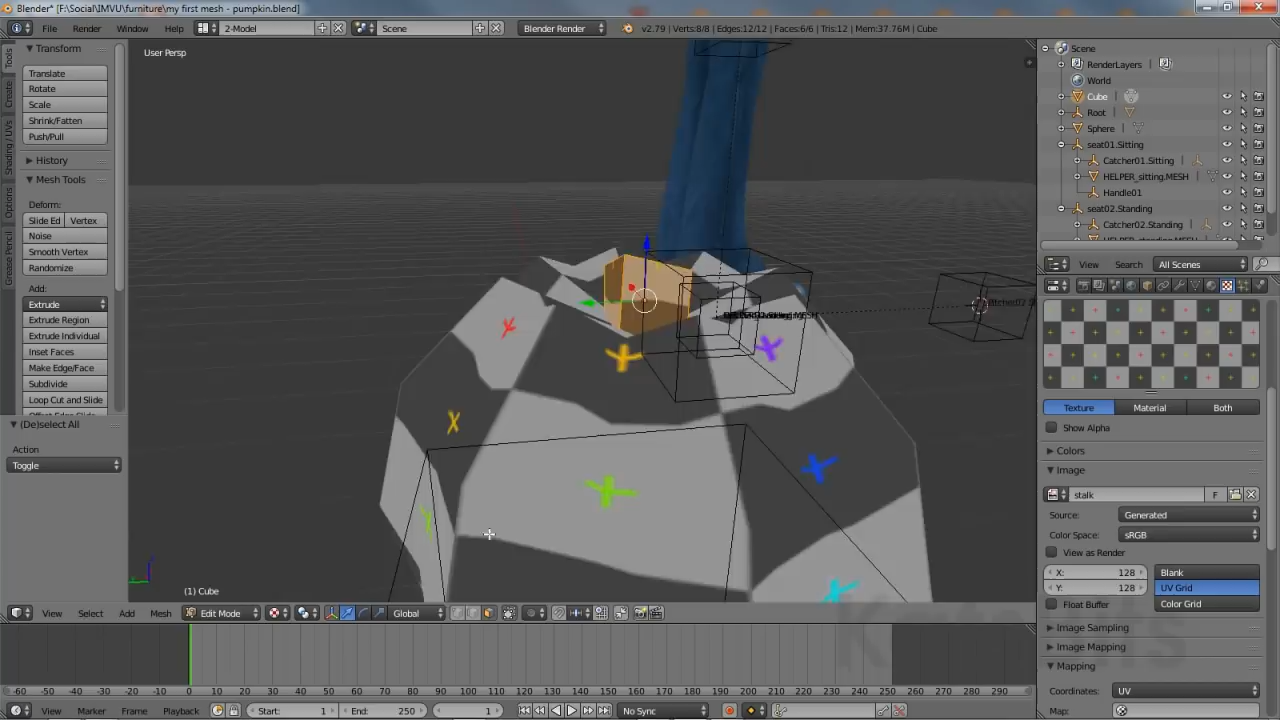 Blender* [F:\Social\IMVU\furniture\my first mesh - pumpkin.blend]
File Render Window Help 2-Model Scene Blender Render v2.79 | Verts:8/8 | Edges:12/12 | Faces:6/6 | Tris:12 | Mem:37.76M | Cube
Tools
Create
Shading / UVs
Options
Grease Pencil
Transform
Translate
Rotate
Scale
Shrink/Fatten
Push/Pull
History
Mesh Tools
Deform:
Slide Ed Vertex
Noise
Smooth Vertex
Randomize
Add:
Extrude
Extrude Region
Extrude Individual
Inset Faces
Make Edge/Face
Subdivide
Loop Cut and Slide
Offset Edge Slide
(De)select All
Action
Toggle
User Persp
(1) Cube
View Select Add Mesh Edit Mode Global
Scene
RenderLayers
World
Cube
Root
Sphere
seat01.Sitting
Catcher01.Sitting
HELPER_sitting.MESH
Handle01
seat02.Standing
Catcher02.Standing
HELPER_standing.MESH
View Search All Scenes
Texture Material Both
Show Alpha
Colors
Image
stalk F
Source: Generated
Color Space: sRGB
View as Render
X: 128 Blank
Y: 128 UV Grid
Float Buffer Color Grid
Image Sampling
Image Mapping
Mapping
Coordinates: UV
Map:
-60 -50 -40 -30 -20 -10 0 10 20 30 40 50 60 70 80 90 100 110 120 130 140 150 160 170 180 190 200 210 220 230 240 250 260 270 280 290
View Marker Frame Playback Start: 1 End: 250 1 No Sync